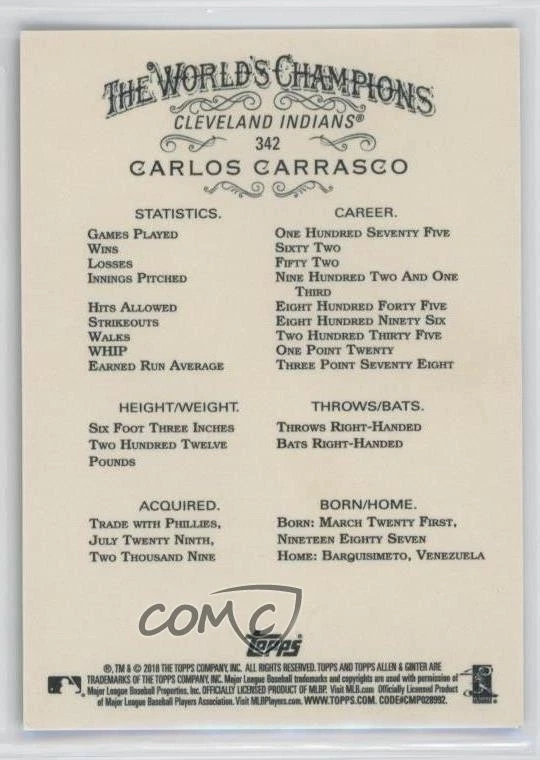 The World's Champions
Cleveland Indians®
342
Carlos Carrasco
STATISTICS.
Games Played
Wins
Losses
Innings Pitched
Hits Allowed
Strikeouts
Walks
WHIP
Earned Run Average
CAREER.
One Hundred Seventy Five
Sixty Two
Fifty Two
Nine Hundred Two And One
Third
Eight Hundred Forty Five
Eight Hundred Ninety Six
Two Hundred Thirty Five
One Point Twenty
Three Point Seventy Eight
HEIGHT/WEIGHT.
Six Foot Three Inches
Two Hundred Twelve
Pounds
THROWS/BATS.
Throws Right-Handed
Bats Right-Handed
ACQUIRED.
Trade with Phillies,
July Twenty Ninth,
Two Thousand Nine
BORN/HOME.
Born: March Twenty First,
Nineteen Eighty Seven
Home: Barquisimeto, Venezuela
COMC
Topps
®, TM & © 2018 THE TOPPS COMPANY, INC. ALL RIGHTS RESERVED. TOPPS AND TOPPS ALLEN & GINTER ARE
TRADEMARKS OF THE TOPPS COMPANY, INC. Major League Baseball trademarks and copyrights are used with permission of
Major League Baseball Properties, Inc. OFFICIALLY LICENSED PRODUCT OF MLBP. Visit MLB.com Officially Licensed Product
of Major League Baseball Players Association. Visit MLBPlayers.com. WWW.TOPPS.COM. CODE#CMP028992.